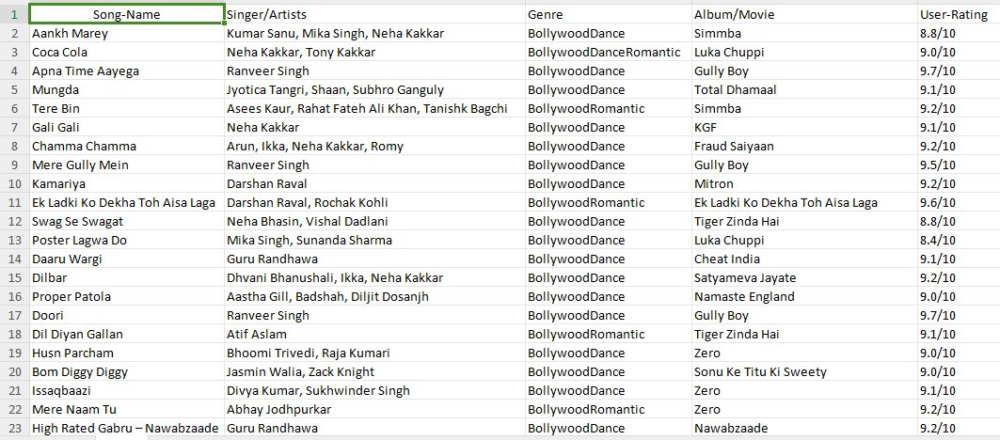 1 Song-Name Singer/Artists Genre Album/Movie User-Rating
2 Aankh Marey Kumar Sanu, Mika Singh, Neha Kakkar BollywoodDance Simmba 8.8/10
3 Coca Cola Neha Kakkar, Tony Kakkar BollywoodDanceRomantic Luka Chuppi 9.0/10
4 Apna Time Aayega Ranveer Singh BollywoodDance Gully Boy 9.7/10
5 Mungda Jyotica Tangri, Shaan, Subhro Ganguly BollywoodDance Total Dhamaal 9.1/10
6 Tere Bin Asees Kaur, Rahat Fateh Ali Khan, Tanishk Bagchi BollywoodRomantic Simmba 9.2/10
7 Gali Gali Neha Kakkar BollywoodDance KGF 9.1/10
8 Chamma Chamma Arun, Ikka, Neha Kakkar, Romy BollywoodDance Fraud Saiyaan 9.2/10
9 Mere Gully Mein Ranveer Singh BollywoodDance Gully Boy 9.5/10
10 Kamariya Darshan Raval BollywoodDance Mitron 9.2/10
11 Ek Ladki Ko Dekha Toh Aisa Laga Darshan Raval, Rochak Kohli BollywoodRomantic Ek Ladki Ko Dekha Toh Aisa Laga 9.6/10
12 Swag Se Swagat Neha Bhasin, Vishal Dadlani BollywoodDance Tiger Zinda Hai 8.8/10
13 Poster Lagwa Do Mika Singh, Sunanda Sharma BollywoodDance Luka Chuppi 8.4/10
14 Daaru Wargi Guru Randhawa BollywoodDance Cheat India 9.1/10
15 Dilbar Dhvani Bhanushali, Ikka, Neha Kakkar BollywoodDance Satyameva Jayate 9.2/10
16 Proper Patola Aastha Gill, Badshah, Diljit Dosanjh BollywoodDance Namaste England 9.0/10
17 Doori Ranveer Singh BollywoodDance Gully Boy 9.7/10
18 Dil Diyan Gallan Atif Aslam BollywoodRomantic Tiger Zinda Hai 9.1/10
19 Husn Parcham Bhoomi Trivedi, Raja Kumari BollywoodDance Zero 9.0/10
20 Bom Diggy Diggy Jasmin Walia, Zack Knight BollywoodDance Sonu Ke Titu Ki Sweety 9.0/10
21 Issaqbaazi Divya Kumar, Sukhwinder Singh BollywoodDance Zero 9.1/10
22 Mere Naam Tu Abhay Jodhpurkar BollywoodRomantic Zero 9.2/10
23 High Rated Gabru – Nawabzaade Guru Randhawa BollywoodDance Nawabzaade 9.2/10